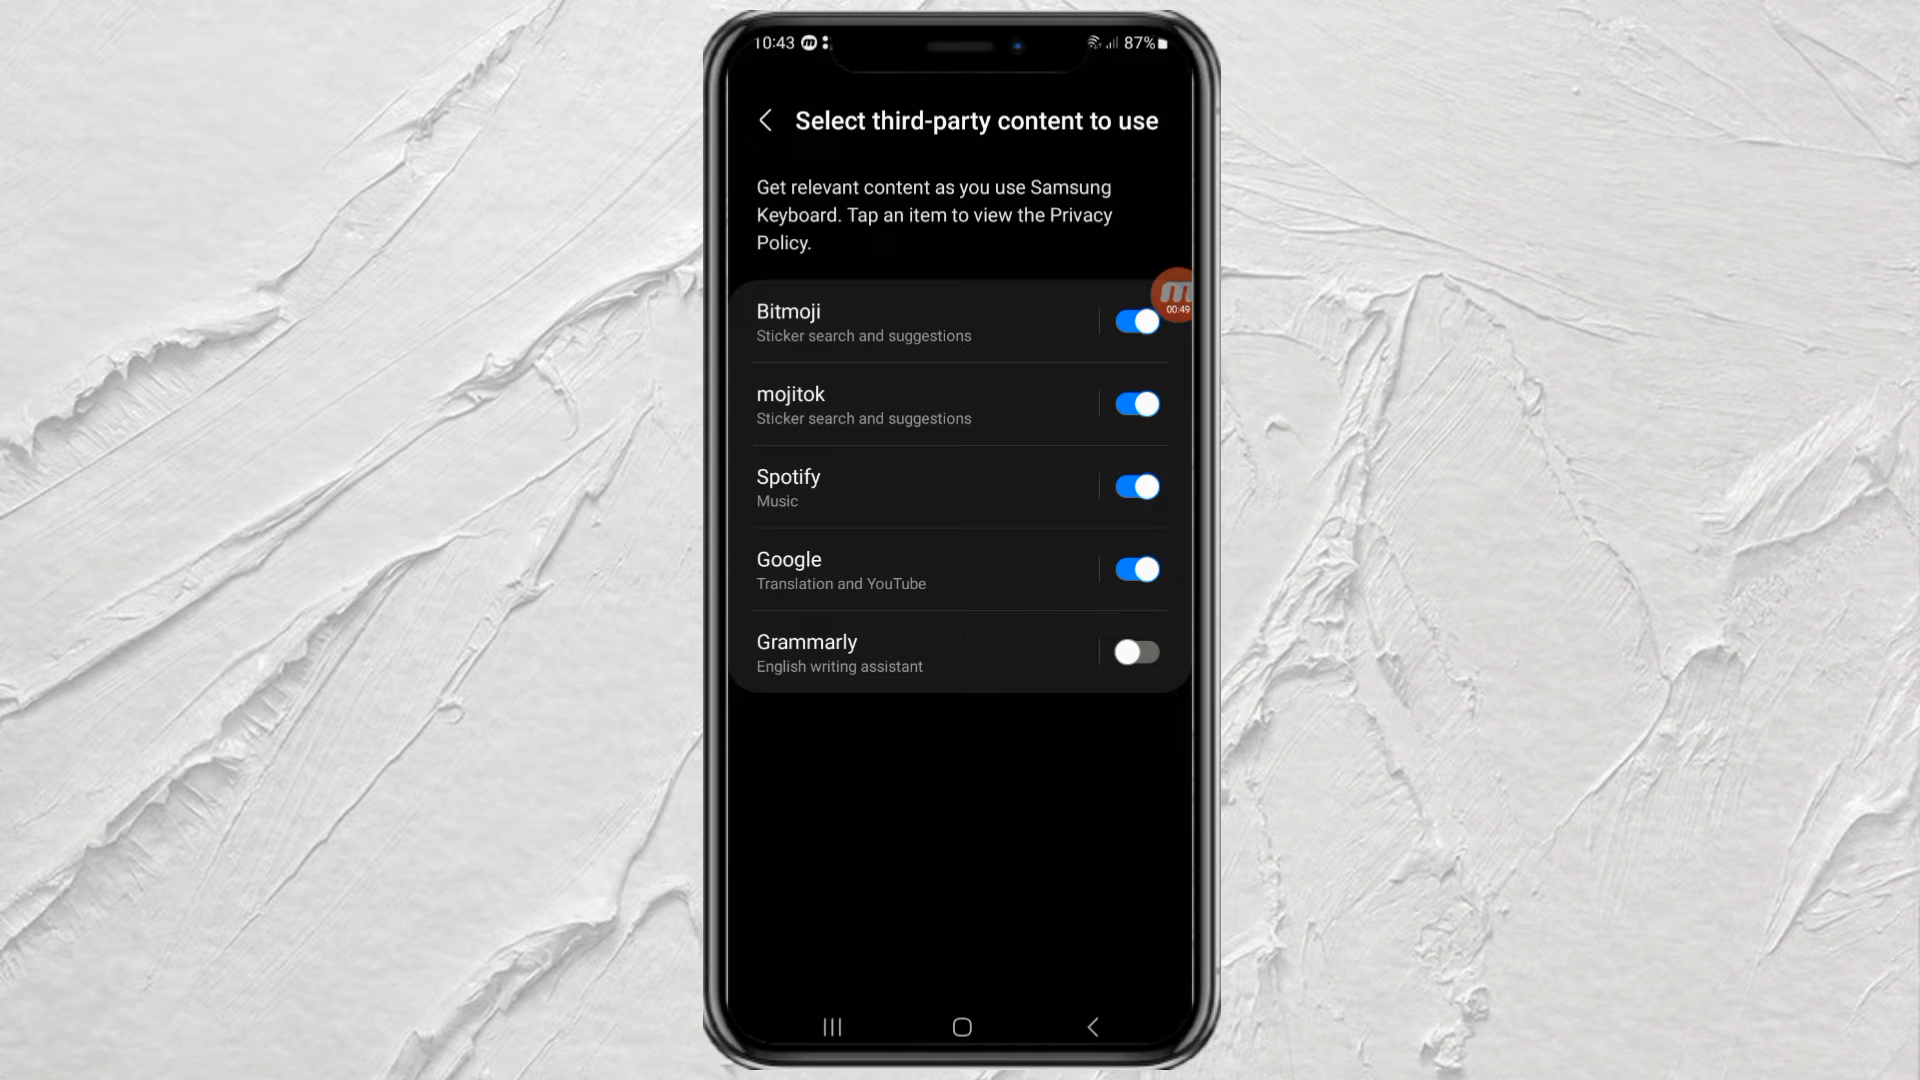 10:43 m 87%
Select third-party content to use
Get relevant content as you use Samsung
Keyboard. Tap an item to view the Privacy
Policy.
m
00:49
Bitmoji
Sticker search and suggestions
mojitok
Sticker search and suggestions
Spotify
Music
Google
Translation and YouTube
Grammarly
English writing assistant